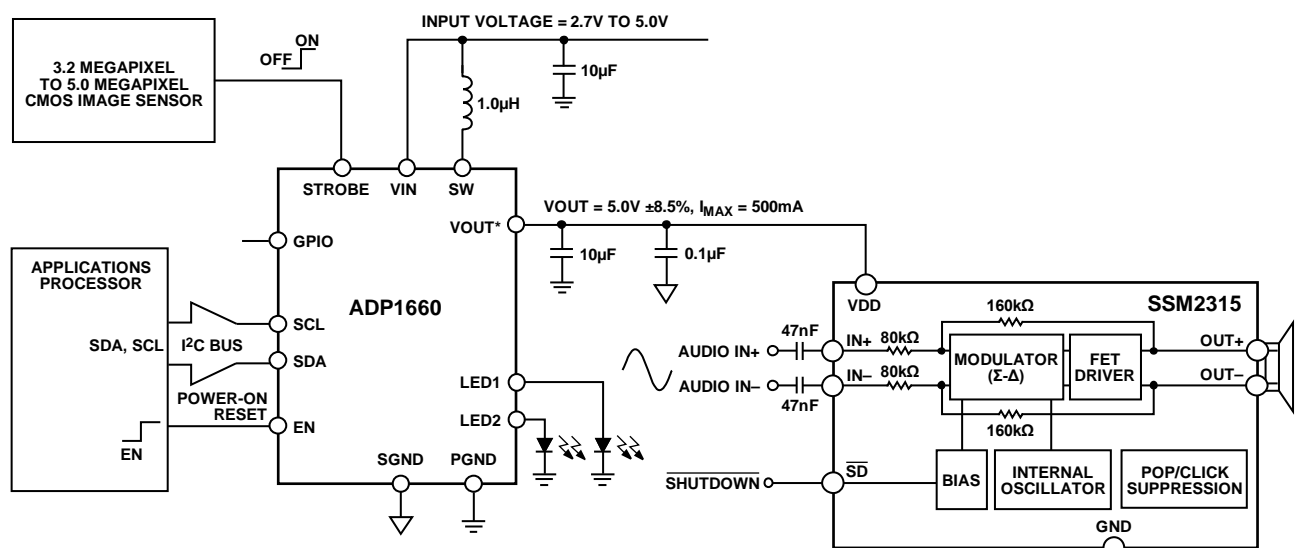 INPUT VOLTAGE = 2.7V TO 5.0V
ON
OFF
3.2 MEGAPIXEL
TO 5.0 MEGAPIXEL
CMOS IMAGE SENSOR
10µF
1.0µH
STROBE
VIN
SW
VOUT = 5.0V ±8.5%, IMAX = 500mA
VOUT*
GPIO
10µF
0.1µF
APPLICATIONS
PROCESSOR
ADP1660
VDD
SSM2315
SCL
SDA, SCL
I2C BUS
SDA
47nF
160kΩ
AUDIO IN+
IN+
80kΩ
MODULATOR
(Σ-Δ)
FET
DRIVER
OUT+
AUDIO IN–
IN–
80kΩ
OUT–
47nF
160kΩ
LED1
POWER-ON
RESET
LED2
EN
EN
SGND
PGND
SHUTDOWN
SD
BIAS
INTERNAL
OSCILLATOR
POP/CLICK
SUPPRESSION
GND